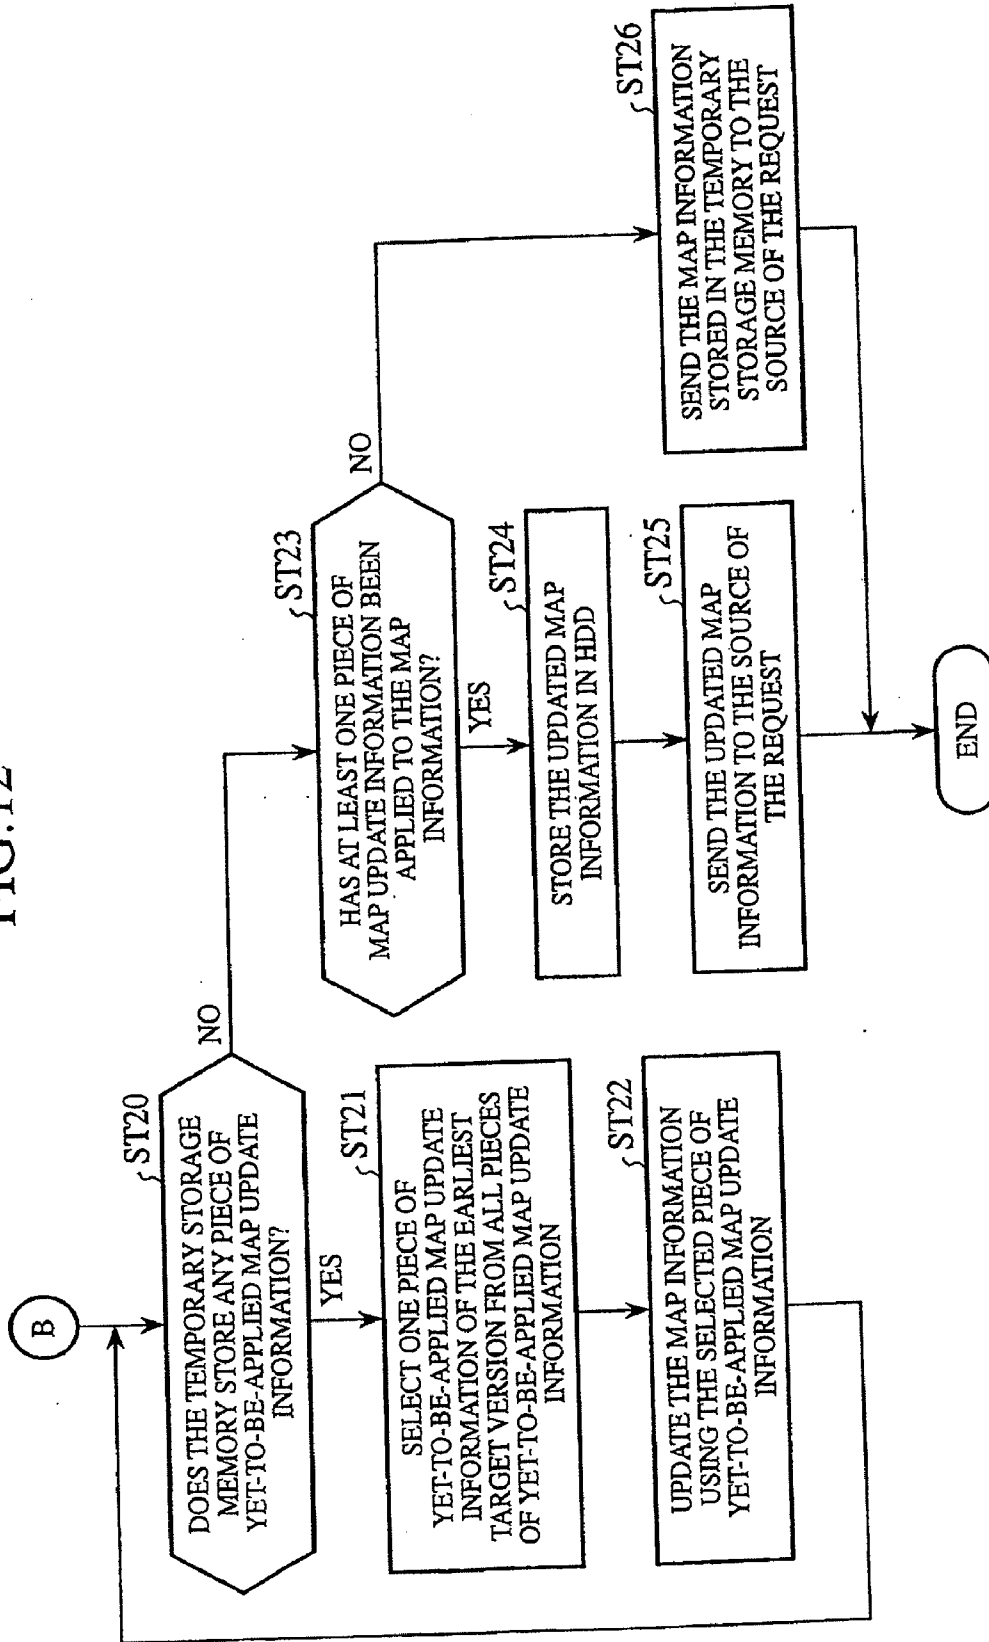 FIG.12
B
ST20
DOES THE TEMPORARY STORAGE
MEMORY STORE ANY PIECE OF
YET-TO-BE-APPLIED MAP UPDATE
INFORMATION?
NO
YES
ST21
SELECT ONE PIECE OF
YET-TO-BE-APPLIED MAP UPDATE
INFORMATION OF THE EARLIEST
TARGET VERSION FROM ALL PIECES
OF YET-TO-BE-APPLIED MAP UPDATE
INFORMATION
ST22
UPDATE THE MAP INFORMATION
USING THE SELECTED PIECE OF
YET-TO-BE-APPLIED MAP UPDATE
INFORMATION
ST23
HAS AT LEAST ONE PIECE OF
MAP UPDATE INFORMATION BEEN
APPLIED TO THE MAP
INFORMATION?
NO
YES
ST24
STORE THE UPDATED MAP
INFORMATION IN HDD
ST25
SEND THE UPDATED MAP
INFORMATION TO THE SOURCE OF
THE REQUEST
ST26
SEND THE MAP INFORMATION
STORED IN THE TEMPORARY
STORAGE MEMORY TO THE
SOURCE OF THE REQUEST
END